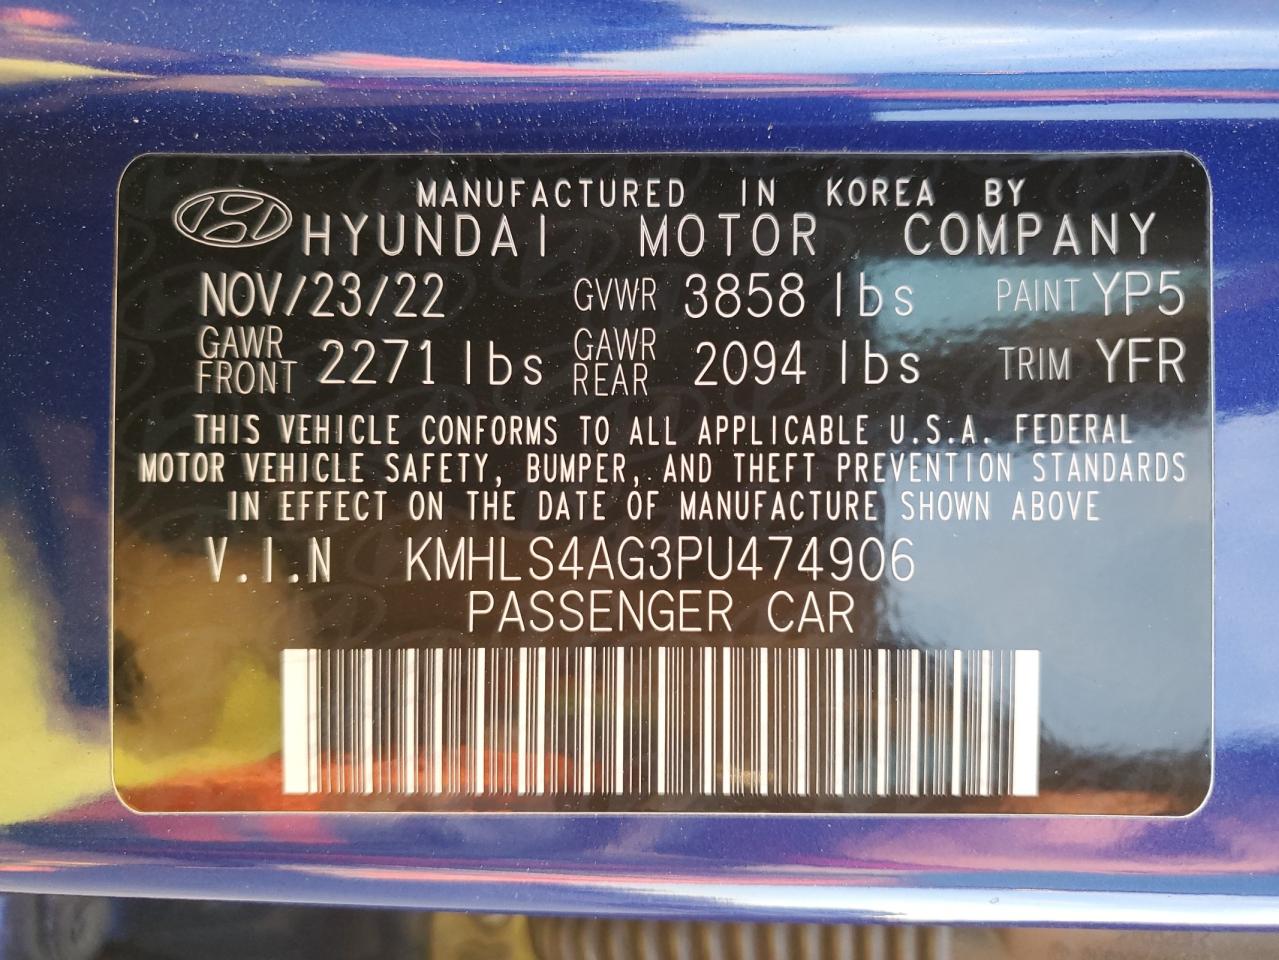 MANUFACTURED IN KOREA BY
HYUNDAI MOTOR COMPANY
NOV/23/22 GVWR 3858 lbs PAINT YP5
GAWR FRONT 2271 lbs GAWR REAR 2094 lbs TRIM YFR
THIS VEHICLE CONFORMS TO ALL APPLICABLE U.S.A. FEDERAL
MOTOR VEHICLE SAFETY, BUMPER, AND THEFT PREVENTION STANDARDS
IN EFFECT ON THE DATE OF MANUFACTURE SHOWN ABOVE
V.I.N KMHLS4AG3PU474906
PASSENGER CAR